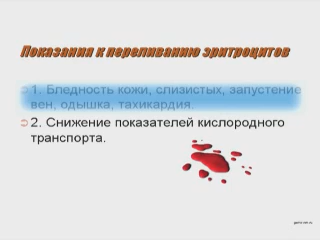 Показания к переливанию эритроцитов
1. Бледность кожи, слизистых, запустение
вен, одышка, тахикардия.
2. Снижение показателей кислородного
транспорта.